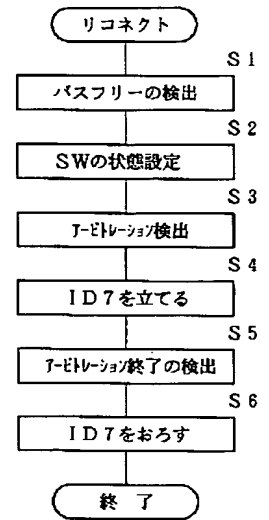 リコネクト
S1
バスフリーの検出
S2
SWの状態設定
S3
ｱｰﾋﾞﾄﾚｰｼｮﾝ検出
S4
ID7を立てる
S5
ｱｰﾋﾞﾄﾚｰｼｮﾝ終了の検出
S6
ID7をおろす
終了